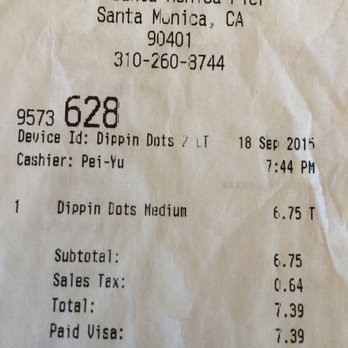 Santa Monica, CA
90401
310-260-8744
9573 628
Device Id: Dippin Dots 2 LT 18 Sep 2015
Cashier: Pei-Yu 7:44 PM
1 Dippin Dots Medium 6.75 T
Subtotal: 6.75
Sales Tax: 0.64
Total: 7.39
Paid Visa: 7.39